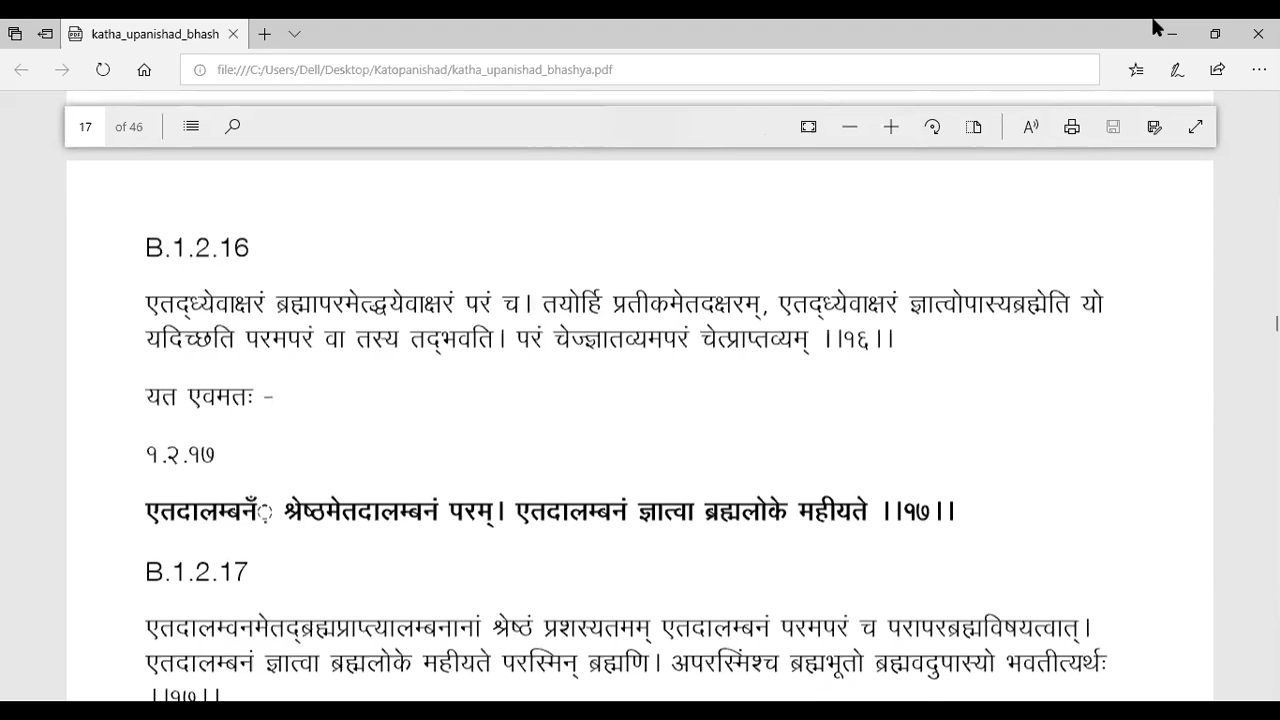 katha_upanishad_bhash
file:///C:/Users/Dell/Desktop/Katopanishad/katha_upanishad_bhashya.pdf
17 of 46
B.1.2.16
एतद्ध्येवाक्षरं ब्रह्मापरमेत्द्धयेवाक्षरं परं च। तयोर्हि प्रतीकमेतदक्षरम्, एतद्ध्येवाक्षरं ज्ञात्वोपास्यब्रह्मेति यो
यदिच्छति परमपरं वा तस्य तद्भवति। परं चेज्ज्ञातव्यमपरं चेत्प्राप्तव्यम् ।।१६।।
यत एवमतः -
१.२.१७
एतदालम्बनँ़ श्रेष्ठमेतदालम्बनं परम्। एतदालम्बनं ज्ञात्वा ब्रह्मलोके महीयते ।।१७।।
B.1.2.17
एतदालम्वनमेतद्ब्रह्मप्राप्त्यालम्बनानां श्रेष्ठं प्रशस्यतमम् एतदालम्बनं परमपरं च परापरब्रह्मविषयत्वात्।
एतदालम्बनं ज्ञात्वा ब्रह्मलोके महीयते परस्मिन् ब्रह्मणि। अपरस्मिंश्च ब्रह्मभूतो ब्रह्मवदुपास्यो भवतीत्यर्थः
।।१७।।